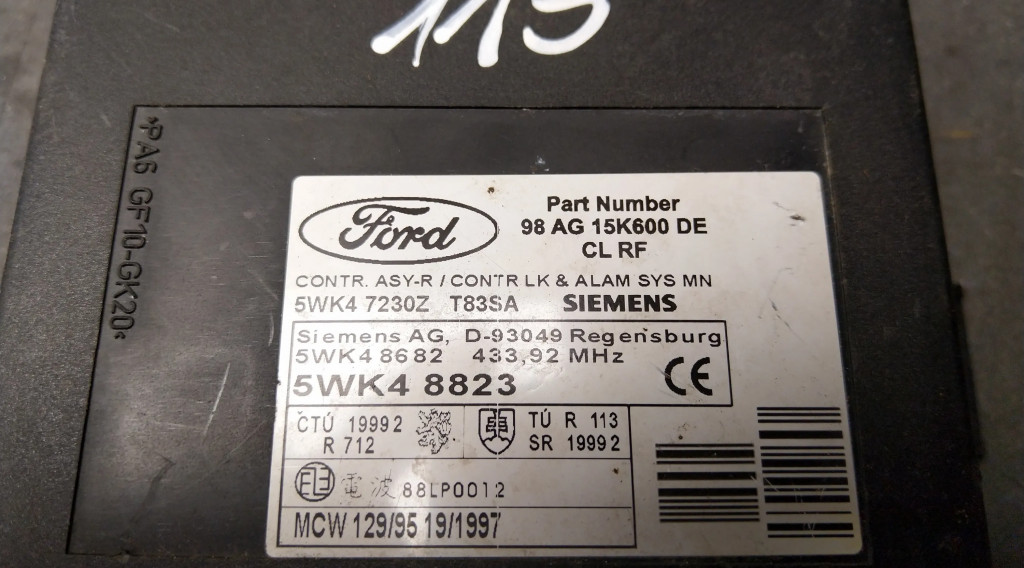 115
>PA6 GF10-GK20<
Ford
Part Number
98 AG 15K600 DE
CL RF
CONTR. ASY-R / CONTR LK & ALAM SYS MN
5WK4 7230Z T83SA SIEMENS
Siemens AG, D-93049 Regensburg
5WK4 8682 433,92 MHz
5WK4 8823 CE
ČTÚ 1999 2
R 712
TÚ R 113
SR 1999 2
電波 88LP0012
MCW 129/95 19/1997